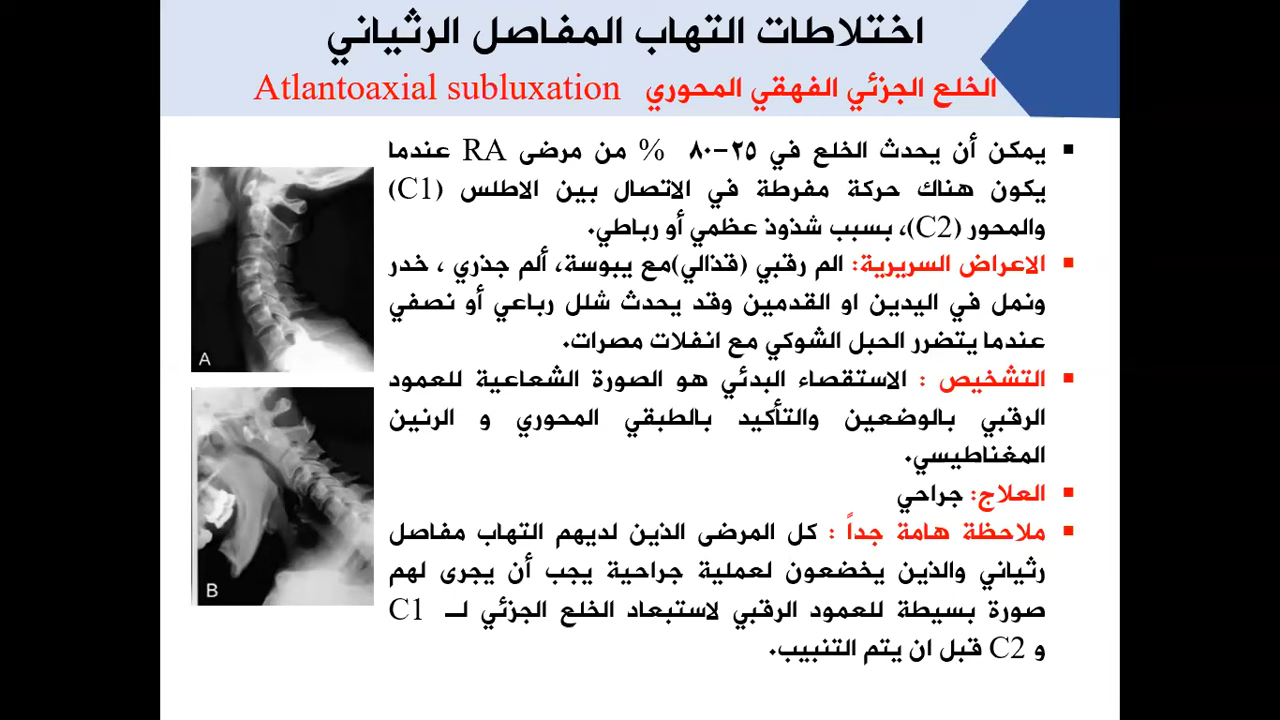 اختلاطات التهاب المفاصل الرثياني
الخلع الجزئي الفهقي المحوري Atlantoaxial subluxation
▪ يمكن أن يحدث الخلع في ٢٥-٨٠ % من مرضى RA عندما
يكون هناك حركة مفرطة في الاتصال بين الاطلس (C1)
والمحور (C2)، بسبب شذوذ عظمي أو رباطي.
▪ الاعراض السريرية: الم رقبي (قذالي)مع يبوسة، ألم جذري ، خدر
ونمل في اليدين او القدمين وقد يحدث شلل رباعي أو نصفي
عندما يتضرر الحبل الشوكي مع انفلات مصرات.
▪ التشخيص : الاستقصاء البدئي هو الصورة الشعاعية للعمود
الرقبي بالوضعين والتأكيد بالطبقي المحوري و الرنين
المغناطيسي.
▪ العلاج: جراحي
▪ ملاحظة هامة جداً : كل المرضى الذين لديهم التهاب مفاصل
رثياني والذين يخضعون لعملية جراحية يجب أن يجرى لهم
صورة بسيطة للعمود الرقبي لاستبعاد الخلع الجزئي لــ C1
و C2 قبل ان يتم التنبيب.
A
B